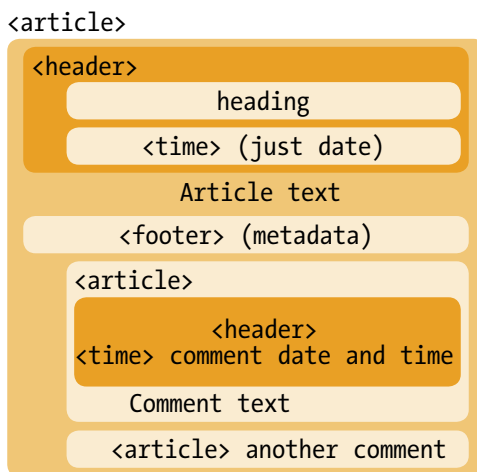 <article>
<header>
heading
<time> (just date)
Article text
<footer> (metadata)
<article>
<header>
<time> comment date and time
Comment text
<article> another comment